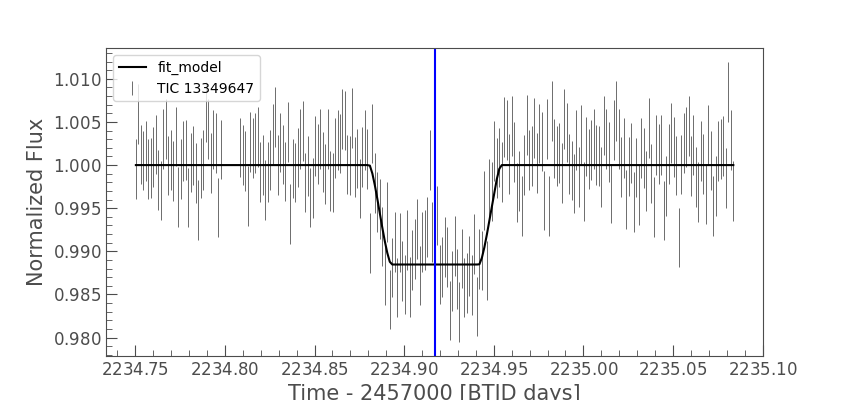 fit_model
TIC 13349647
1.010
1.005
1.000
0.995
0.990
0.985
0.980
Normalized Flux
2234.75 2234.80 2234.85 2234.90 2234.95 2235.00 2235.05 2235.10
Time - 2457000 [BTJD days]